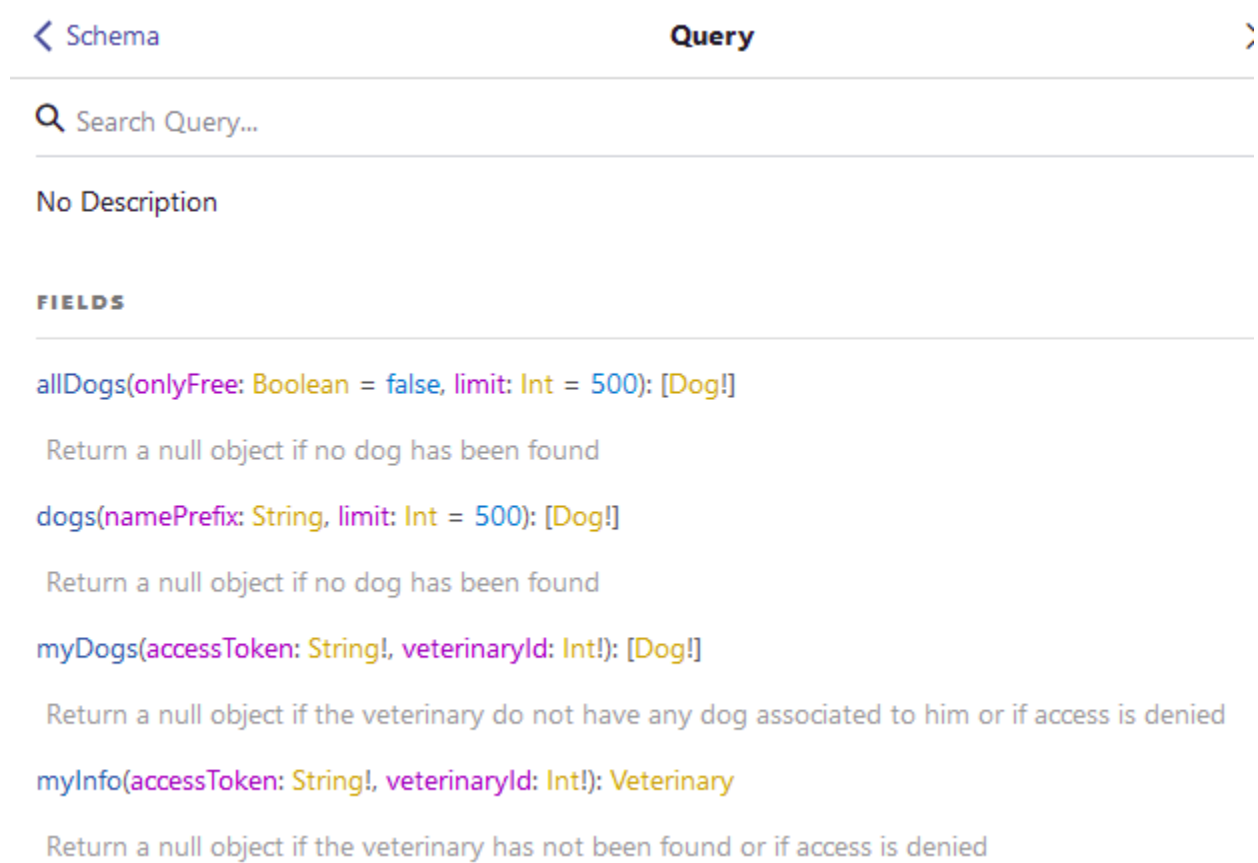 Schema
Query
Search Query...
No Description
FIELDS
allDogs(onlyFree: Boolean = false, limit: Int = 500): [Dog!]
Return a null object if no dog has been found
dogs(namePrefix: String, limit: Int = 500): [Dog!]
Return a null object if no dog has been found
myDogs(accessToken: String!, veterinaryId: Int!): [Dog!]
Return a null object if the veterinary do not have any dog associated to him or if access is denied
myInfo(accessToken: String!, veterinaryId: Int!): Veterinary
Return a null object if the veterinary has not been found or if access is denied